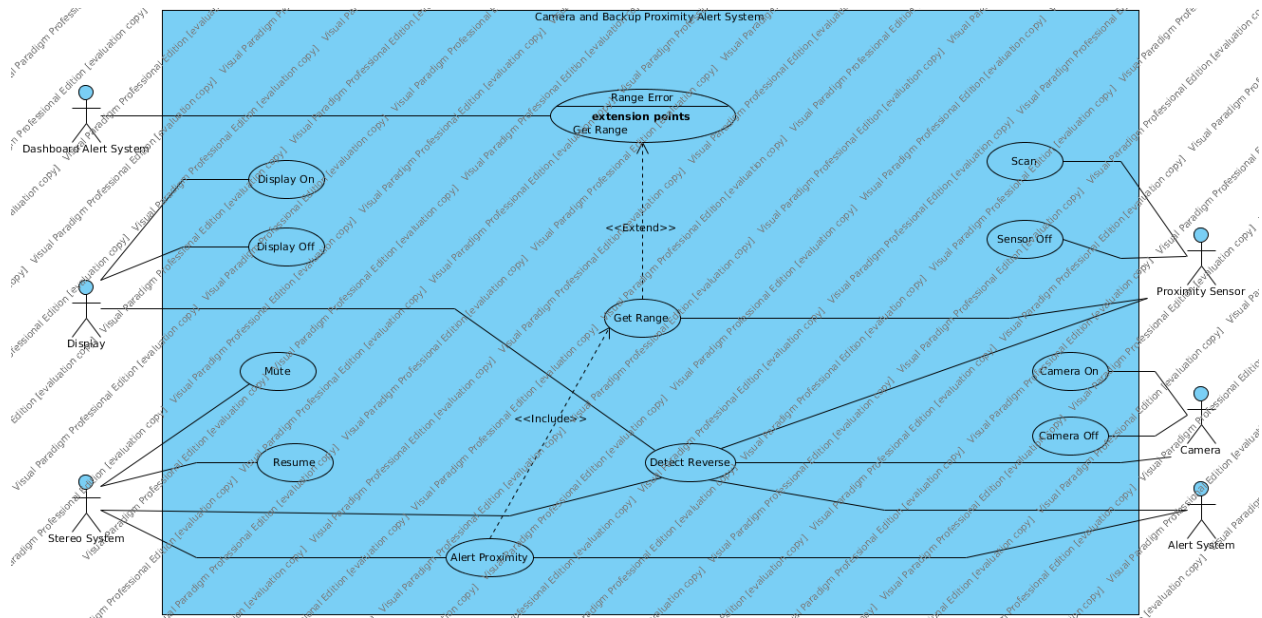 Camera and Backup Proximity Alert System
Range Error
extension points
Get Range
Dashboard Alert System
Scan
Display On
<<Extend>>
Sensor Off
Display Off
Proximity Sensor
Get Range
Display
Mute
Camera On
<<Include>>
Camera Off
Camera
Resume
Detect Reverse
Stereo System
Alert System
Alert Proximity
Visual Paradigm Professional Edition [evaluation copy]